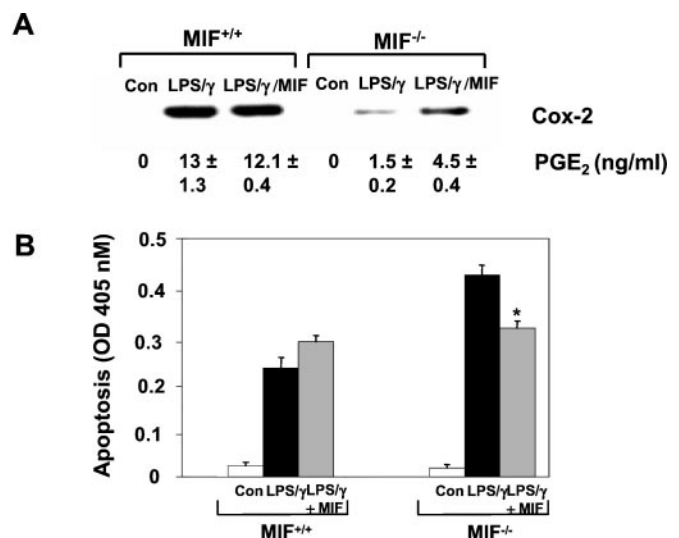 A
MIF+/+ MIF-/-
Con LPS/γ LPS/γ /MIF Con LPS/γ LPS/γ /MIF
Cox-2
0 13 ± 12.1 ± 0 1.5 ± 4.5 ± PGE2 (ng/ml)
1.3 0.4 0.2 0.4
B
Apoptosis (OD 405 nM)
0.5
0.4
0.3
0.2
0.1
0
*
Con LPS/γ LPS/γ + MIF Con LPS/γ LPS/γ + MIF
MIF+/+ MIF-/-